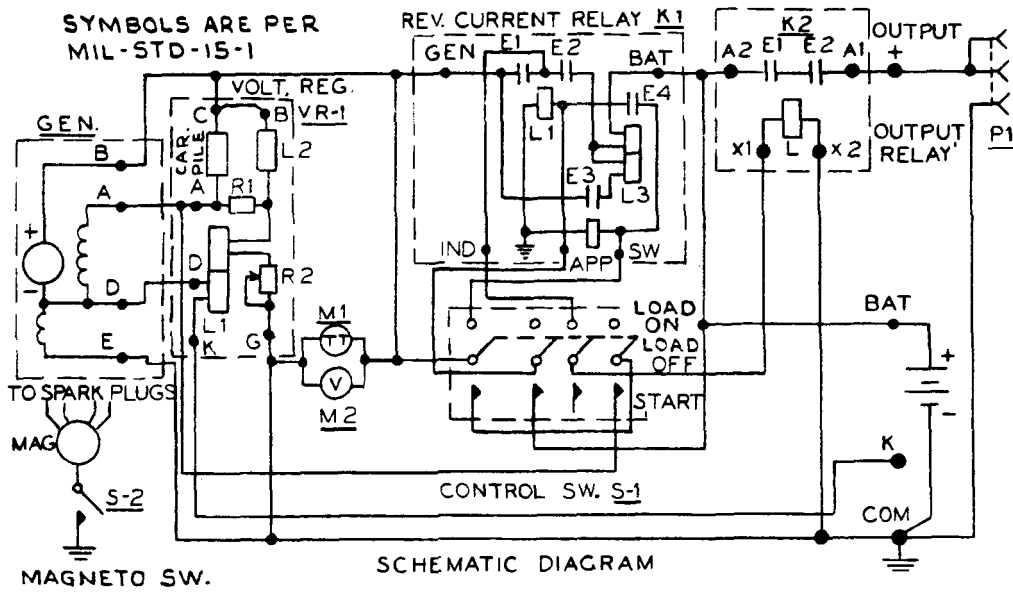 SYMBOLS ARE PER
MIL-STD-15-1
REV. CURRENT RELAY K1
GEN
E1
E2
BAT
K2
A2
E1
E2
A1
OUTPUT
+
VOLT. REG.
VR-1
C
B
CAR.
PILE
L2
L1
E4
GEN.
B
A
A
R1
E3
L3
X1
L
X2
OUTPUT
RELAY
P1
+
-
D
D
R2
IND
APP
SW
L1
E
K
G
M1
TT
V
M2
LOAD
ON
LOAD
OFF
START
BAT
+
-
TO SPARK PLUGS
MAG
S-2
K
CONTROL SW. S-1
COM
SCHEMATIC DIAGRAM
MAGNETO SW.